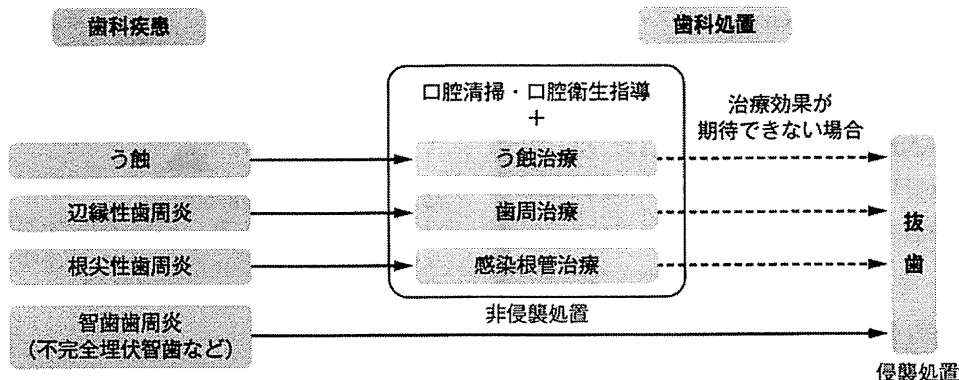 歯科疾患
歯科処置
口腔清掃・口腔衛生指導
+
治療効果が
期待できない場合
う蝕
う蝕治療
辺縁性歯周炎
歯周治療
根尖性歯周炎
感染根管治療
抜歯
智歯歯周炎
(不完全埋伏智歯など)
非侵襲処置
侵襲処置